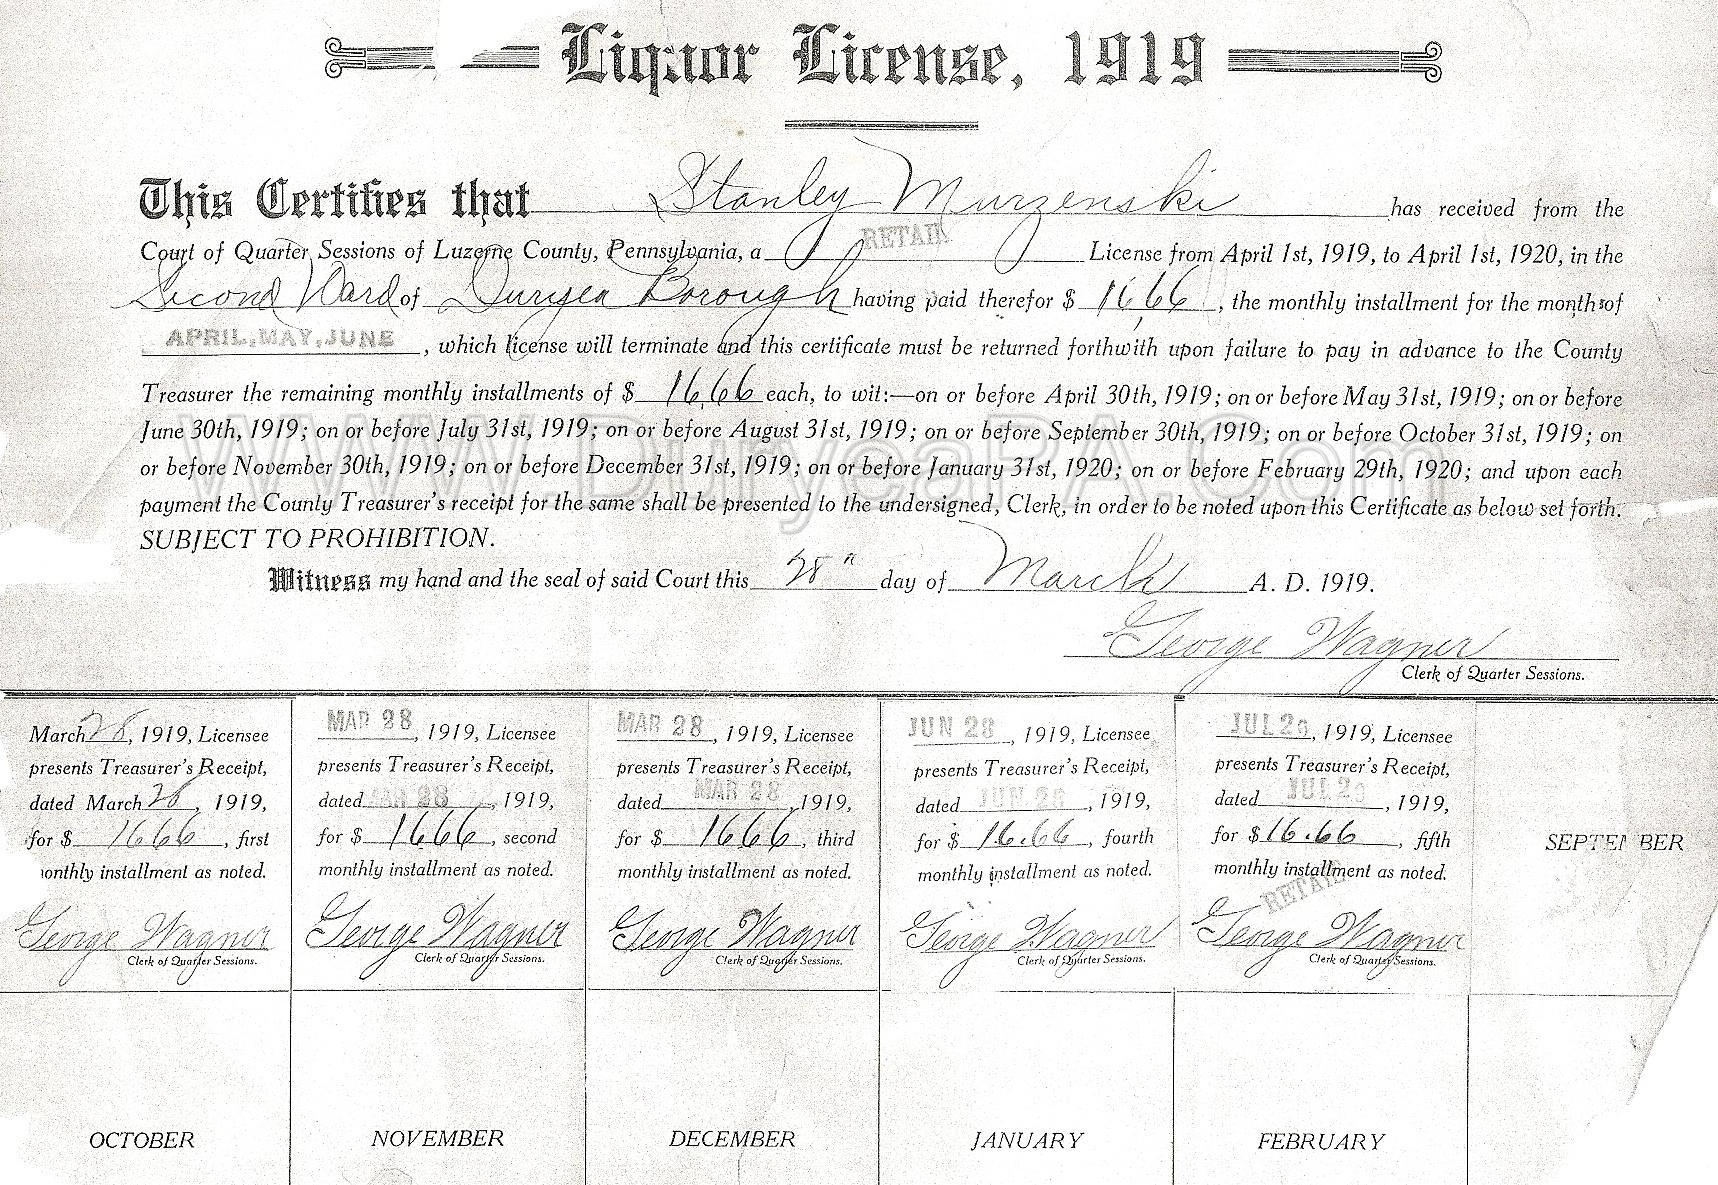 Liquor License, 1919
This Certifies that Stanley Murzenski has received from the
Court of Quarter Sessions of Luzerne County, Pennsylvania, a RETAIL License from April 1st, 1919, to April 1st, 1920, in the
Second Ward of Duryea Borough having paid therefor $ 16.66, the monthly installment for the months of
APRIL, MAY, JUNE, which license will terminate and this certificate must be returned forthwith upon failure to pay in advance to the County
Treasurer the remaining monthly installments of $ 16.66 each, to wit:—on or before April 30th, 1919; on or before May 31st, 1919; on or before
June 30th, 1919; on or before July 31st, 1919; on or before August 31st, 1919; on or before September 30th, 1919; on or before October 31st, 1919; on
or before November 30th, 1919; on or before December 31st, 1919; on or before January 31st, 1920; on or before February 29th, 1920; and upon each
payment the County Treasurer's receipt for the same shall be presented to the undersigned, Clerk, in order to be noted upon this Certificate as below set forth.
SUBJECT TO PROHIBITION.
WWW.DuryeaPA.Com
Witness my hand and the seal of said Court this 28" day of March A. D. 1919.
George Wagner
Clerk of Quarter Sessions.
March 28, 1919, Licensee
presents Treasurer's Receipt,
dated March 28, 1919,
for $ 1666, first
onthly installment as noted.
George Wagner
Clerk of Quarter Sessions.
MAR 28, 1919, Licensee
presents Treasurer's Receipt,
dated MAR 28, 1919,
for $ 1666, second
monthly installment as noted.
George Wagner
Clerk of Quarter Sessions.
MAR 28, 1919, Licensee
presents Treasurer's Receipt,
dated MAR 28, 1919,
for $ 1666, third
monthly installment as noted.
George Wagner
Clerk of Quarter Sessions.
JUN 28, 1919, Licensee
presents Treasurer's Receipt,
dated JUN 28, 1919,
for $ 16.66, fourth
monthly installment as noted.
George Wagner
Clerk of Quarter Sessions.
JUL, 1919, Licensee
presents Treasurer's Receipt,
dated JUL, 1919,
for $ 16.66, fifth
monthly installment as noted.
RETAIL
George Wagner
Clerk of Quarter Sessions.
SEPTEMBER
OCTOBER
NOVEMBER
DECEMBER
JANUARY
FEBRUARY